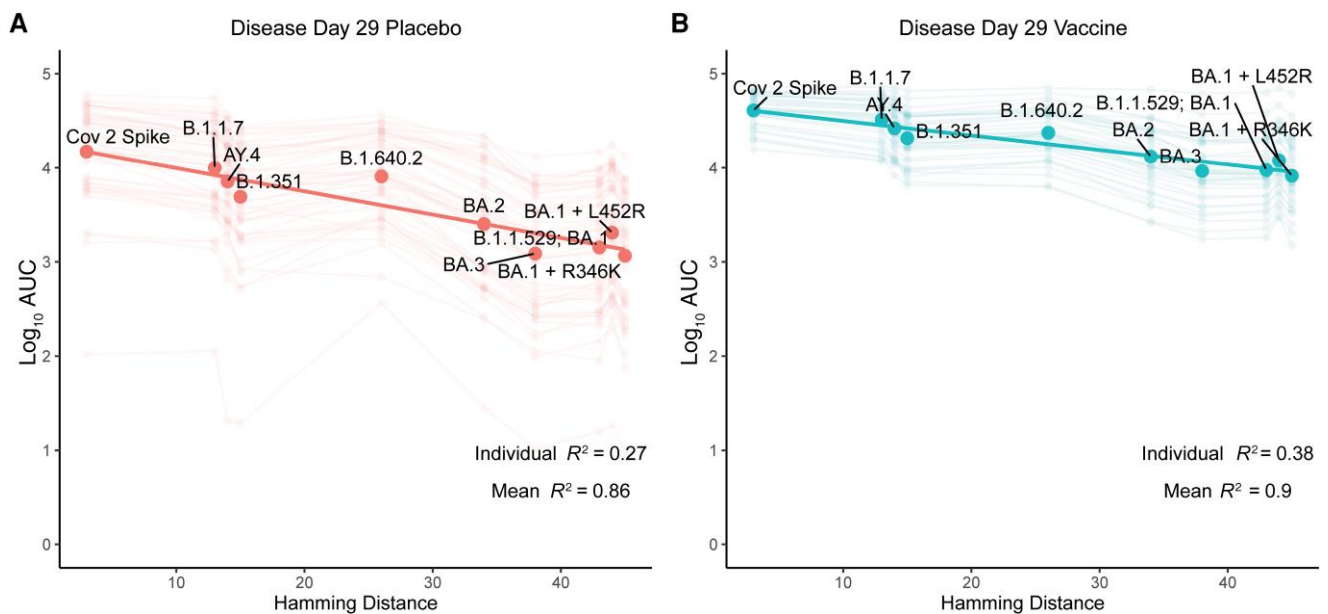 A
Disease Day 29 Placebo
5
4
3
2
1
0
Log10 AUC
Cov 2 Spike
B.1.1.7
AY.4
B.1.351
B.1.640.2
BA.2
BA.1 + L452R
B.1.1.529; BA.1
BA.3
BA.1 + R346K
Individual R² = 0.27
Mean R² = 0.86
10 20 30 40
Hamming Distance
B
Disease Day 29 Vaccine
5
4
3
2
1
0
Log10 AUC
Cov 2 Spike
B.1.1.7
AY.4
B.1.351
B.1.640.2
BA.1 + L452R
B.1.1.529; BA.1
BA.2
BA.1 + R346K
BA.3
Individual R² = 0.38
Mean R² = 0.9
10 20 30 40
Hamming Distance